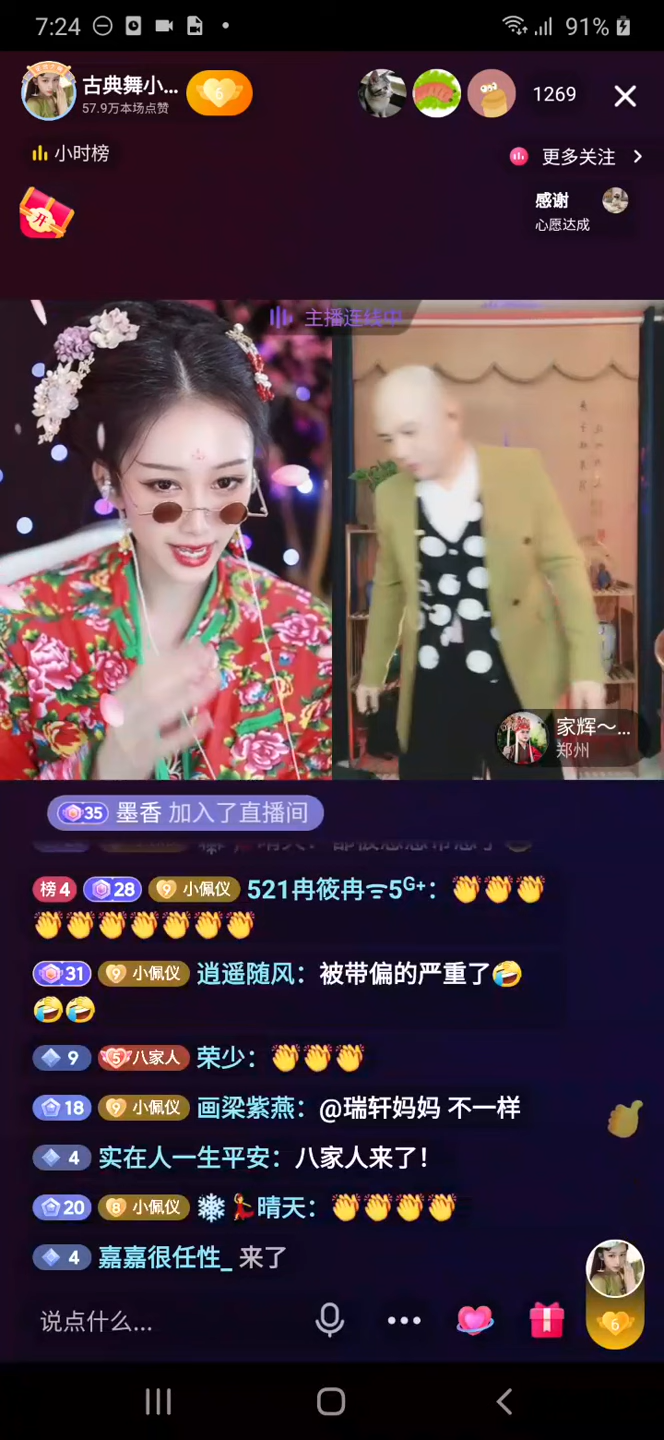 7:24
91%
古典舞小...
57.9万本场点赞
6
1269
小时榜
更多关注
开
感谢
心愿达成
主播连线中
家辉～...
郑州
35 墨香 加入了直播间
榜4 28 9 小佩仪 521冉筱冉5G+：👏👏👏
👏👏👏👏👏👏👏
31 9 小佩仪 逍遥随风：被带偏的严重了🤣
🤣🤣
9 5 八家人 荣少：👏👏👏
18 9 小佩仪 画梁紫燕：@瑞轩妈妈 不一样
4 实在人一生平安：八家人来了！
20 8 小佩仪 ❄️💃晴天：👏👏👏👏
4 嘉嘉很任性_ 来了
说点什么...
6